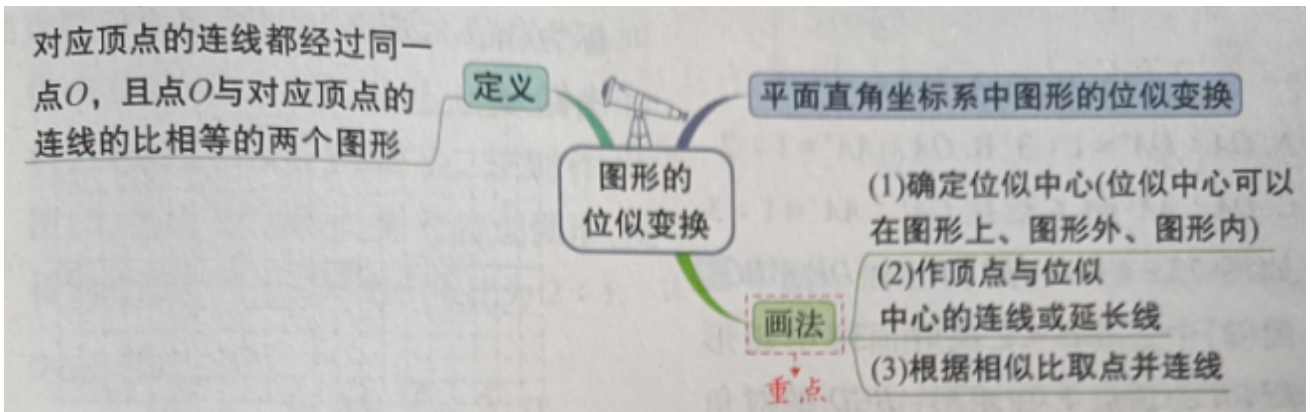 对应顶点的连线都经过同一
点O，且点O与对应顶点的
连线的比相等的两个图形
定义
平面直角坐标系中图形的位似变换
图形的
位似变换
(1)确定位似中心(位似中心可以
在图形上、图形外、图形内)
(2)作顶点与位似
中心的连线或延长线
画法
(3)根据相似比取点并连线
重点